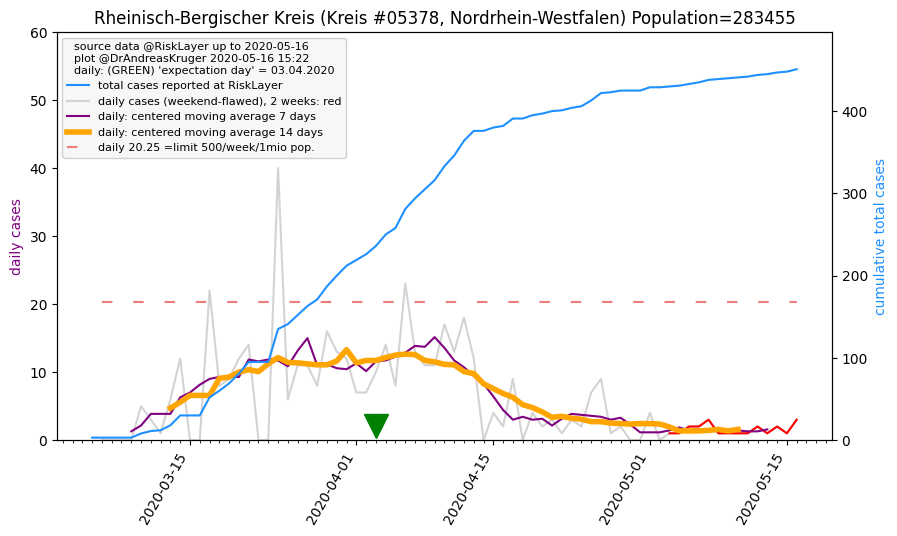 Rheinisch-Bergischer Kreis (Kreis #05378, Nordrhein-Westfalen) Population=283455
source data @RiskLayer up to 2020-05-16
plot @DrAndreasKruger 2020-05-16 15:22
daily: (GREEN) 'expectation day' = 03.04.2020
total cases reported at RiskLayer
daily cases (weekend-flawed), 2 weeks: red
daily: centered moving average 7 days
daily: centered moving average 14 days
daily 20.25 =limit 500/week/1mio pop.
daily cases
60
50
40
30
20
10
0
cumulative total cases
400
300
200
100
0
2020-03-15
2020-04-01
2020-04-15
2020-05-01
2020-05-15